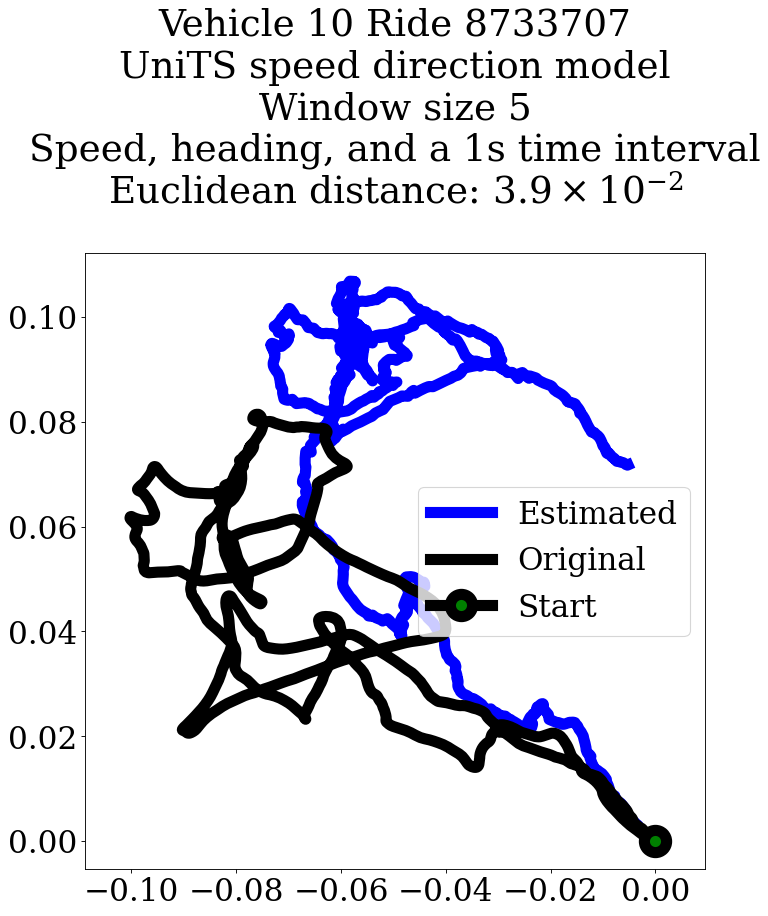 Vehicle 10 Ride 8733707
UniTS speed direction model
Window size 5
Speed, heading, and a 1s time interval
Euclidean distance: 3.9 × 10⁻²
0.10
0.08
0.06
0.04
0.02
0.00
Estimated
Original
Start
−0.10 −0.08 −0.06 −0.04 −0.02 0.00